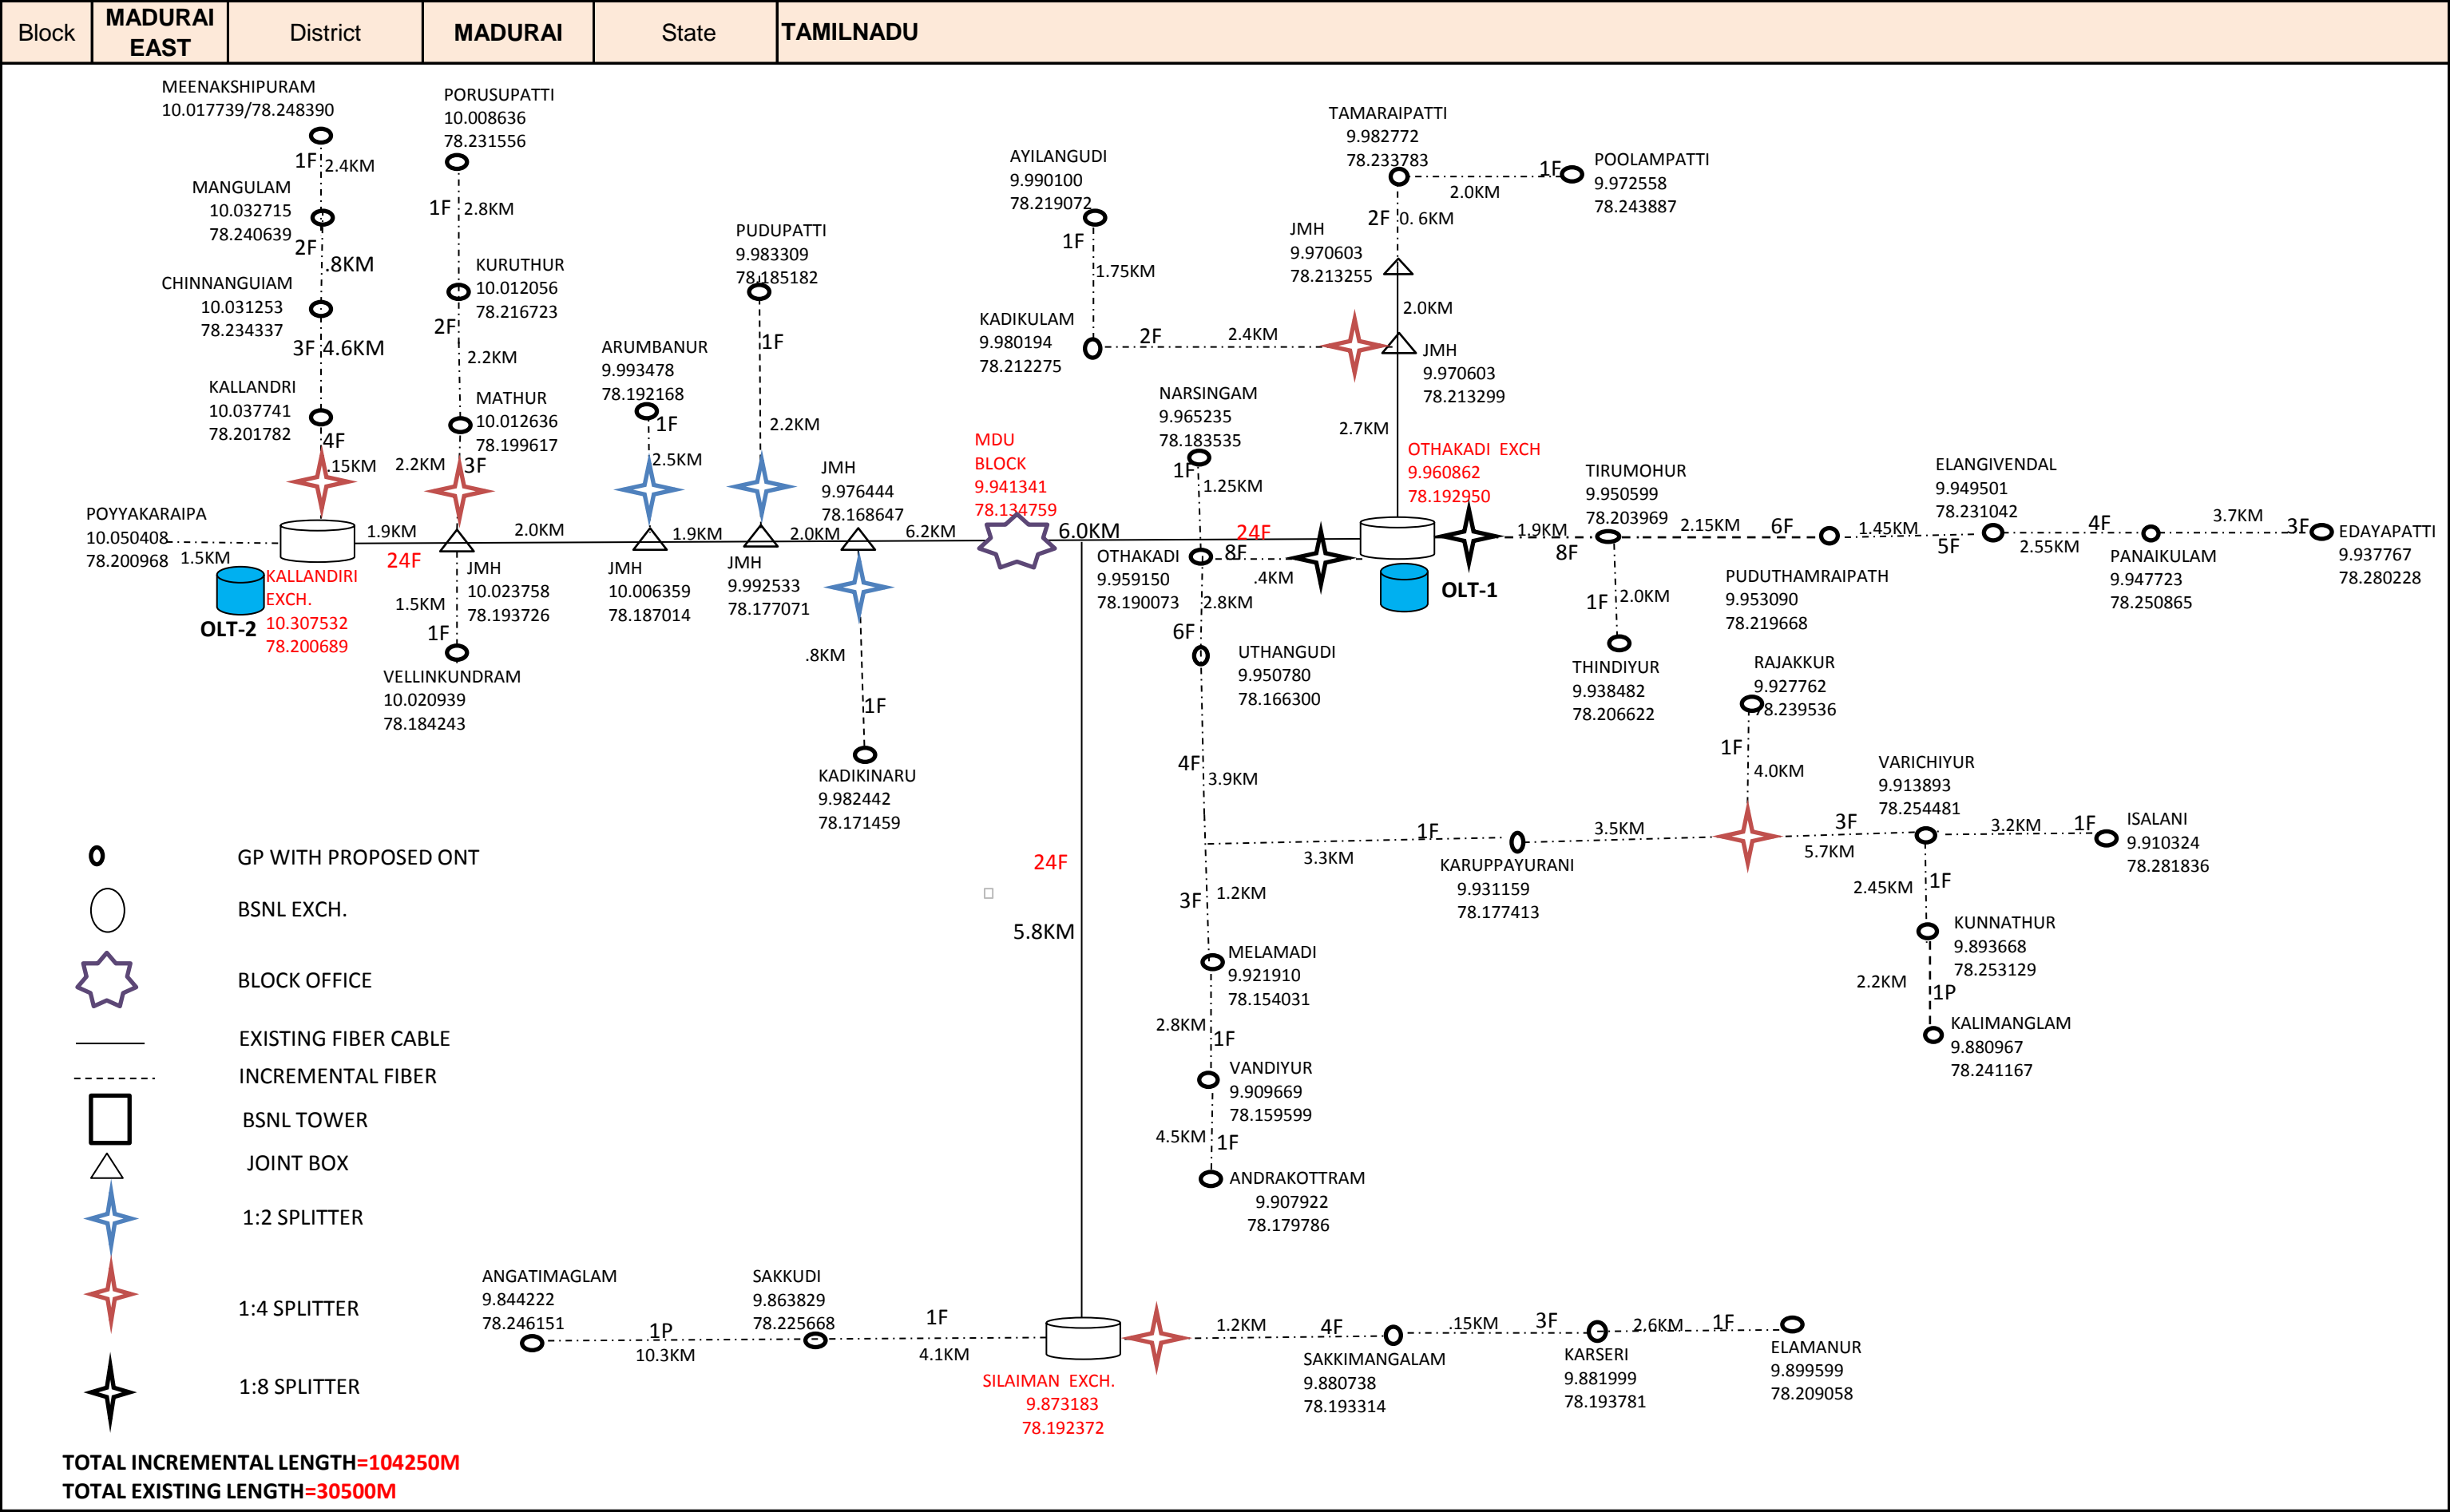 Block MADURAI EAST District MADURAI State TAMILNADU
MEENAKSHIPURAM
10.017739/78.248390
1F
2.4KM
MANGULAM
10.032715
78.240639
2F
.8KM
CHINNANGUIAM
10.031253
78.234337
3F
4.6KM
KALLANDRI
10.037741
78.201782
4F
.15KM
POYYAKARAIPA
10.050408
78.200968
1.5KM
OLT-2
KALLANDIRI
EXCH.
10.307532
78.200689
1.9KM
24F
PORUSUPATTI
10.008636
78.231556
1F
2.8KM
KURUTHUR
10.012056
78.216723
2F
2.2KM
MATHUR
10.012636
78.199617
2.2KM
3F
JMH
10.023758
78.193726
1.5KM
1F
VELLINKUNDRAM
10.020939
78.184243
2.0KM
ARUMBANUR
9.993478
78.192168
1F
2.5KM
JMH
10.006359
78.187014
1.9KM
PUDUPATTI
9.983309
78.185182
1F
2.2KM
JMH
9.992533
78.177071
2.0KM
JMH
9.976444
78.168647
.8KM
1F
KADIKINARU
9.982442
78.171459
6.2KM
MDU
BLOCK
9.941341
78.134759
6.0KM
24F
AYILANGUDI
9.990100
78.219072
1F
1.75KM
KADIKULAM
9.980194
78.212275
2F
2.4KM
TAMARAIPATTI
9.982772
78.233783
1F
2.0KM
POOLAMPATTI
9.972558
78.243887
2F
0. 6KM
JMH
9.970603
78.213255
2.0KM
JMH
9.970603
78.213299
2.7KM
OTHAKADI EXCH
9.960862
78.192950
OLT-1
NARSINGAM
9.965235
78.183535
1F
1.25KM
OTHAKADI
9.959150
78.190073
8F
.4KM
2.8KM
6F
UTHANGUDI
9.950780
78.166300
4F
3.9KM
1.9KM
8F
TIRUMOHUR
9.950599
78.203969
2.15KM
6F
1F
2.0KM
THINDIYUR
9.938482
78.206622
PUDUTHAMRAIPATH
9.953090
78.219668
1.45KM
5F
ELANGIVENDAL
9.949501
78.231042
4F
2.55KM
PANAIKULAM
9.947723
78.250865
3.7KM
3F
EDAYAPATTI
9.937767
78.280228
RAJAKKUR
9.927762
78.239536
1F
4.0KM
1F
3.3KM
KARUPPAYURANI
9.931159
78.177413
3.5KM
3F
5.7KM
VARICHIYUR
9.913893
78.254481
3.2KM
1F
ISALANI
9.910324
78.281836
2.45KM
1F
KUNNATHUR
9.893668
78.253129
2.2KM
1P
KALIMANGLAM
9.880967
78.241167
3F
1.2KM
MELAMADI
9.921910
78.154031
2.8KM
1F
VANDIYUR
9.909669
78.159599
4.5KM
1F
ANDRAKOTTRAM
9.907922
78.179786
24F
5.8KM
ANGATIMAGLAM
9.844222
78.246151
1P
10.3KM
SAKKUDI
9.863829
78.225668
1F
4.1KM
SILAIMAN EXCH.
9.873183
78.192372
1.2KM
4F
SAKKIMANGALAM
9.880738
78.193314
.15KM
3F
KARSERI
9.881999
78.193781
2.6KM
1F
ELAMANUR
9.899599
78.209058
GP WITH PROPOSED ONT
BSNL EXCH.
BLOCK OFFICE
EXISTING FIBER CABLE
INCREMENTAL FIBER
BSNL TOWER
JOINT BOX
1:2 SPLITTER
1:4 SPLITTER
1:8 SPLITTER
TOTAL INCREMENTAL LENGTH=104250M
TOTAL EXISTING LENGTH=30500M